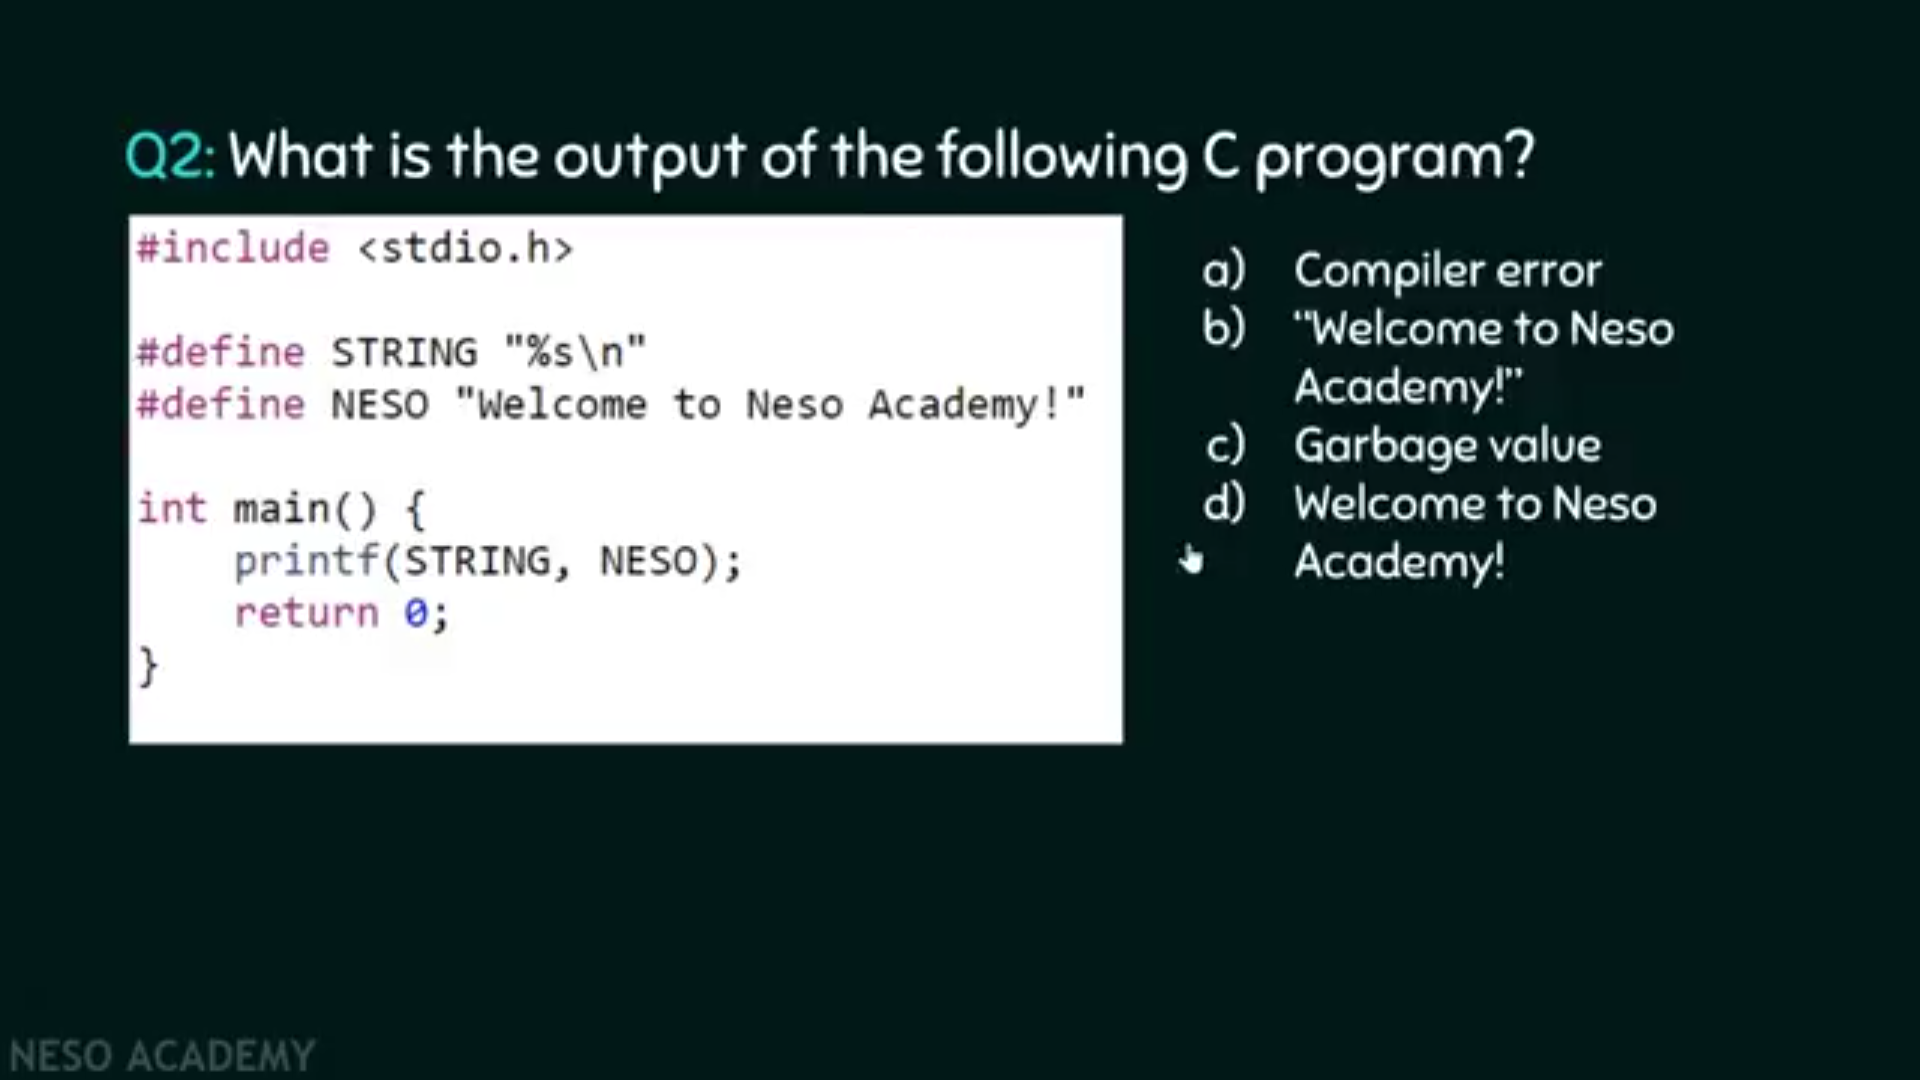 Q2: What is the output of the following C program?
#include <stdio.h>
#define STRING "%s\n"
#define NESO "Welcome to Neso Academy!"
int main() {
    printf(STRING, NESO);
    return 0;
}
a) Compiler error
b) “Welcome to Neso
Academy!”
c) Garbage value
d) Welcome to Neso
Academy!
NESO ACADEMY